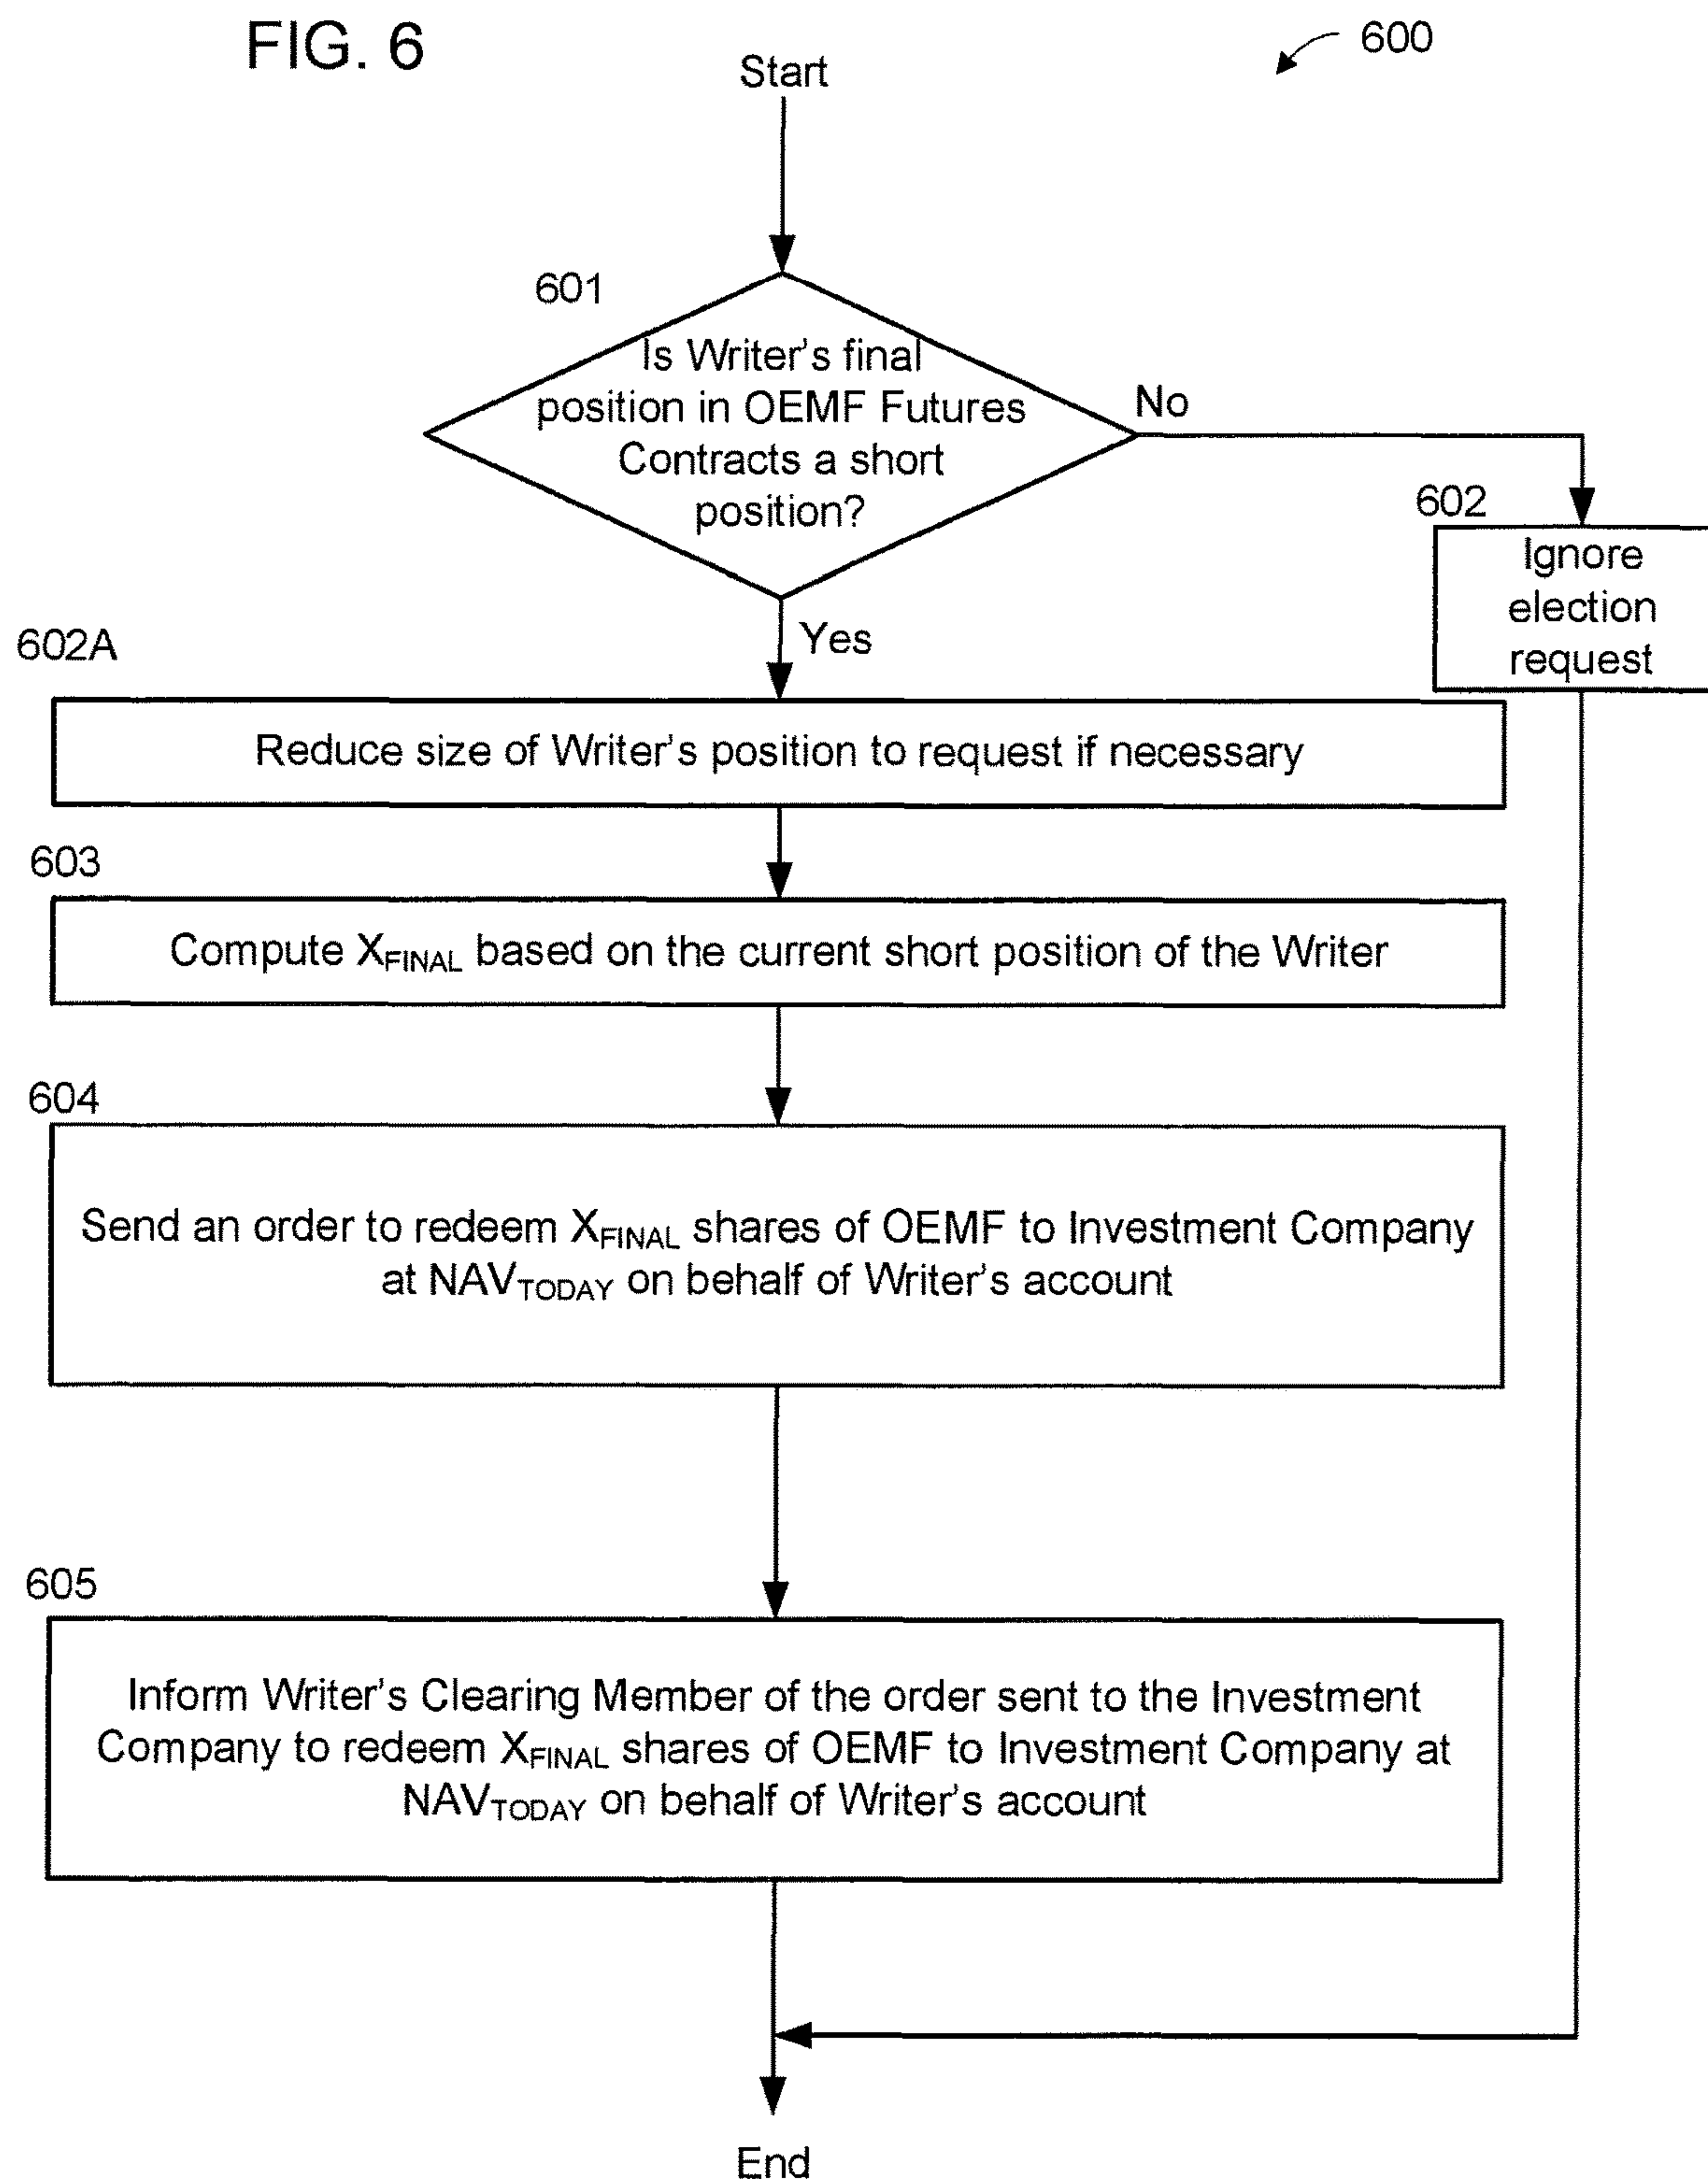 FIG. 6
600
Start
601
Is Writer's final
position in OEMF Futures
Contracts a short
position?
No
602
Ignore
election
request
Yes
602A
Reduce size of Writer's position to request if necessary
603
Compute XFINAL based on the current short position of the Writer
604
Send an order to redeem XFINAL shares of OEMF to Investment Company
at NAVTODAY on behalf of Writer's account
605
Inform Writer's Clearing Member of the order sent to the Investment
Company to redeem XFINAL shares of OEMF to Investment Company at
NAVTODAY on behalf of Writer's account
End